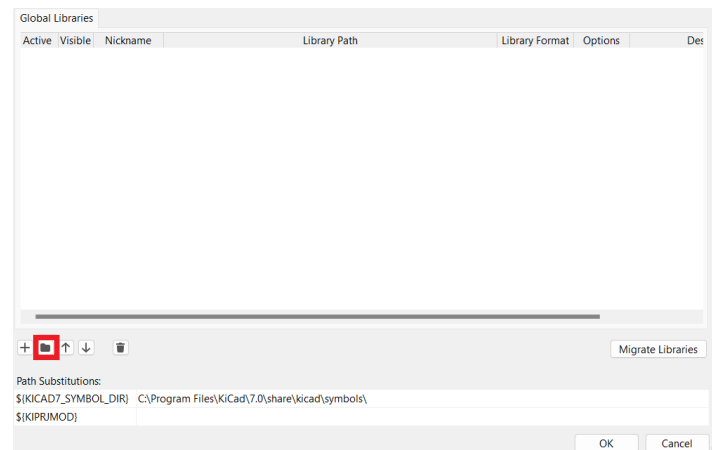 Global Libraries
Active Visible Nickname Library Path Library Format Options Des
Migrate Libraries
Path Substitutions:
${KICAD7_SYMBOL_DIR} C:\Program Files\KiCad\7.0\share\kicad\symbols\
${KIPRJMOD}
OK Cancel